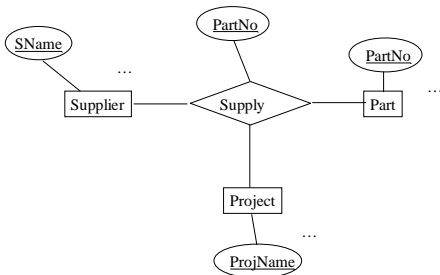 SName
PartNo
PartNo
...
...
Supplier
Supply
Part
Project
...
ProjName